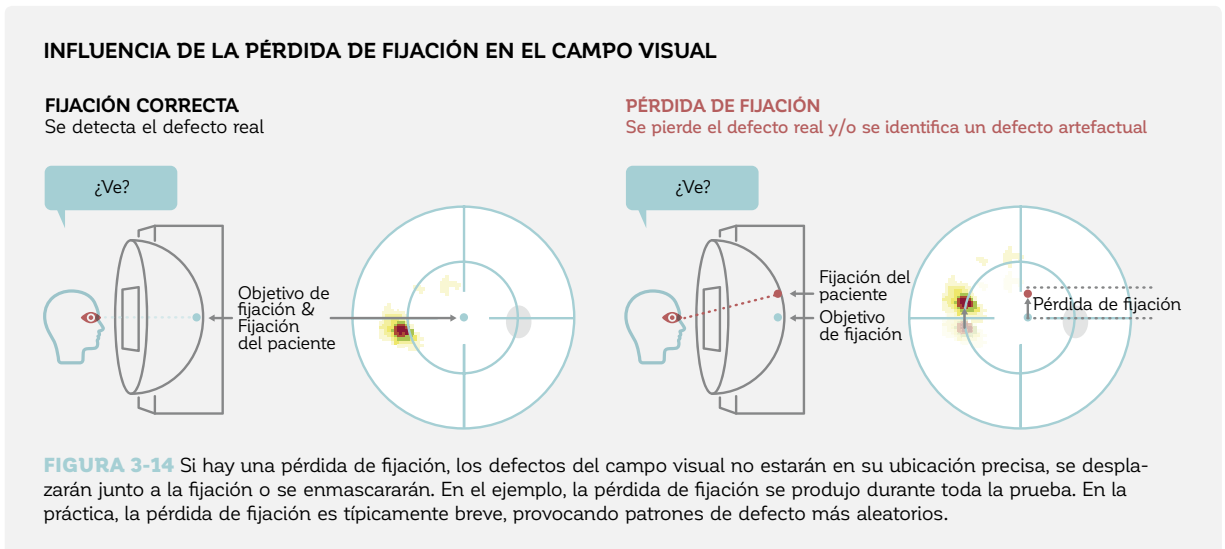 INFLUENCIA DE LA PÉRDIDA DE FIJACIÓN EN EL CAMPO VISUAL
FIJACIÓN CORRECTA
Se detecta el defecto real
¿Ve?
Objetivo de
fijación &
Fijación
del paciente
PÉRDIDA DE FIJACIÓN
Se pierde el defecto real y/o se identifica un defecto artefactual
¿Ve?
Fijación del
paciente
Objetivo
de fijación
Pérdida de fijación
FIGURA 3-14 Si hay una pérdida de fijación, los defectos del campo visual no estarán en su ubicación precisa, se despla-
zarán junto a la fijación o se enmascararán. En el ejemplo, la pérdida de fijación se produjo durante toda la prueba. En la
práctica, la pérdida de fijación es típicamente breve, provocando patrones de defecto más aleatorios.